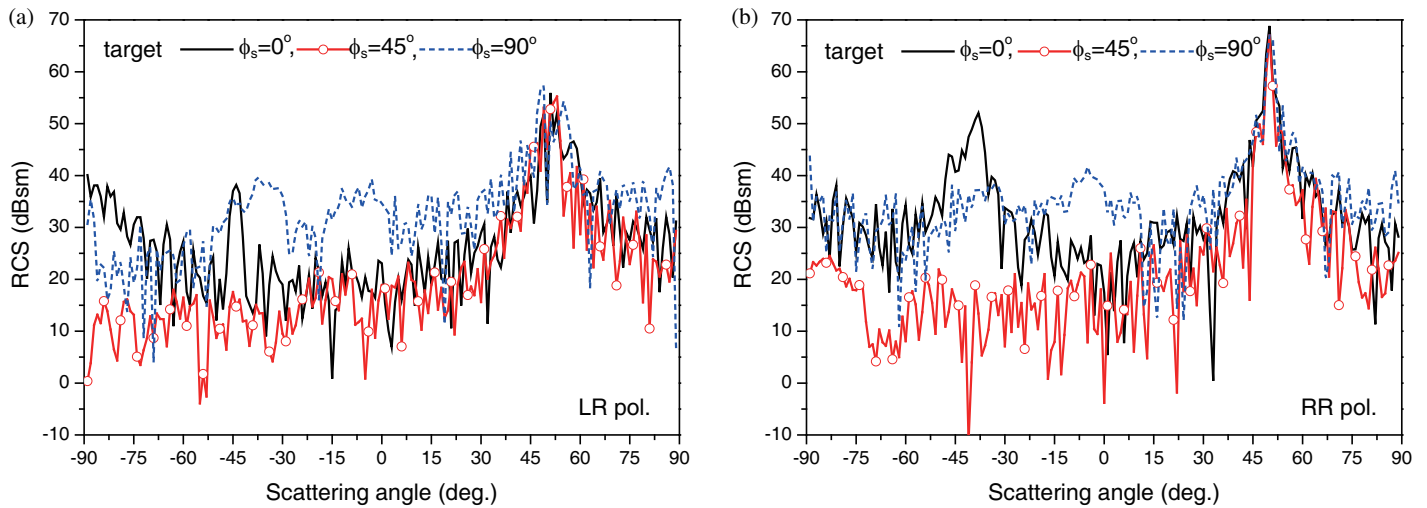 (a)
target ϕs=0°, ϕs=45°, ϕs=90°
RCS (dBsm)
70
60
50
40
30
20
10
0
-10
LR pol.
-90 -75 -60 -45 -30 -15 0 15 30 45 60 75 90
Scattering angle (deg.)
(b)
target ϕs=0°, ϕs=45°, ϕs=90°
RCS (dBsm)
70
60
50
40
30
20
10
0
-10
RR pol.
-90 -75 -60 -45 -30 -15 0 15 30 45 60 75 90
Scattering angle (deg.)